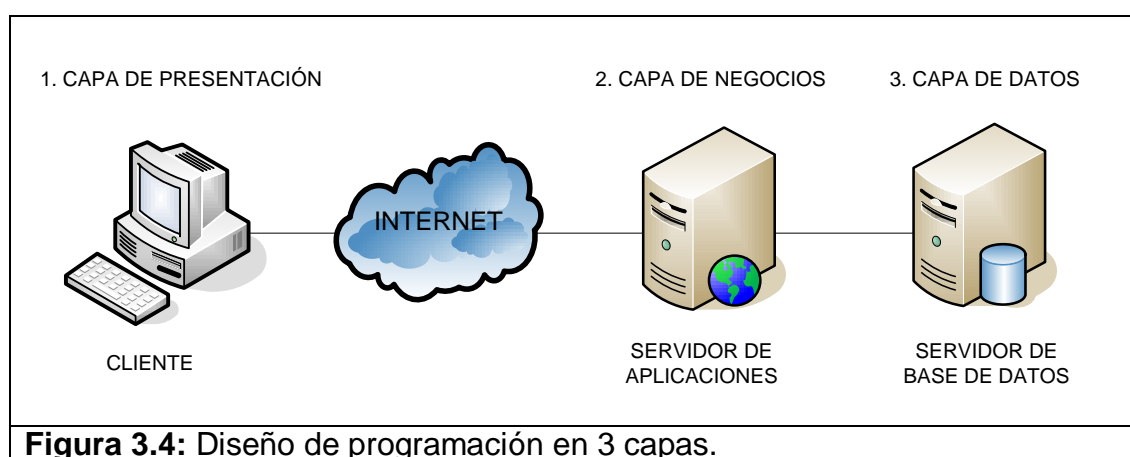 1. CAPA DE PRESENTACIÓN
2. CAPA DE NEGOCIOS
3. CAPA DE DATOS
INTERNET
CLIENTE
SERVIDOR DE
APLICACIONES
SERVIDOR DE
BASE DE DATOS
Figura 3.4: Diseño de programación en 3 capas.